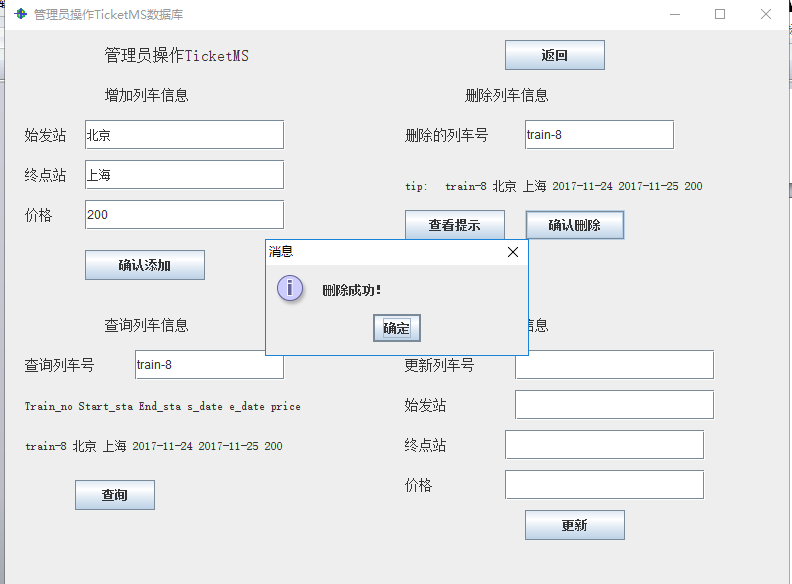 管理员操作TicketMS数据库
管理员操作TicketMS
返回
增加列车信息
删除列车信息
始发站 北京
删除的列车号 train-8
终点站 上海
tip: train-8 北京 上海 2017-11-24 2017-11-25 200
价格 200
查看提示 确认删除
确认添加
消息
删除成功!
确定
查询列车信息
信息
查询列车号 train-8
更新列车号
Train_no Start_sta End_sta s_date e_date price
始发站
train-8 北京 上海 2017-11-24 2017-11-25 200
终点站
价格
查询
更新